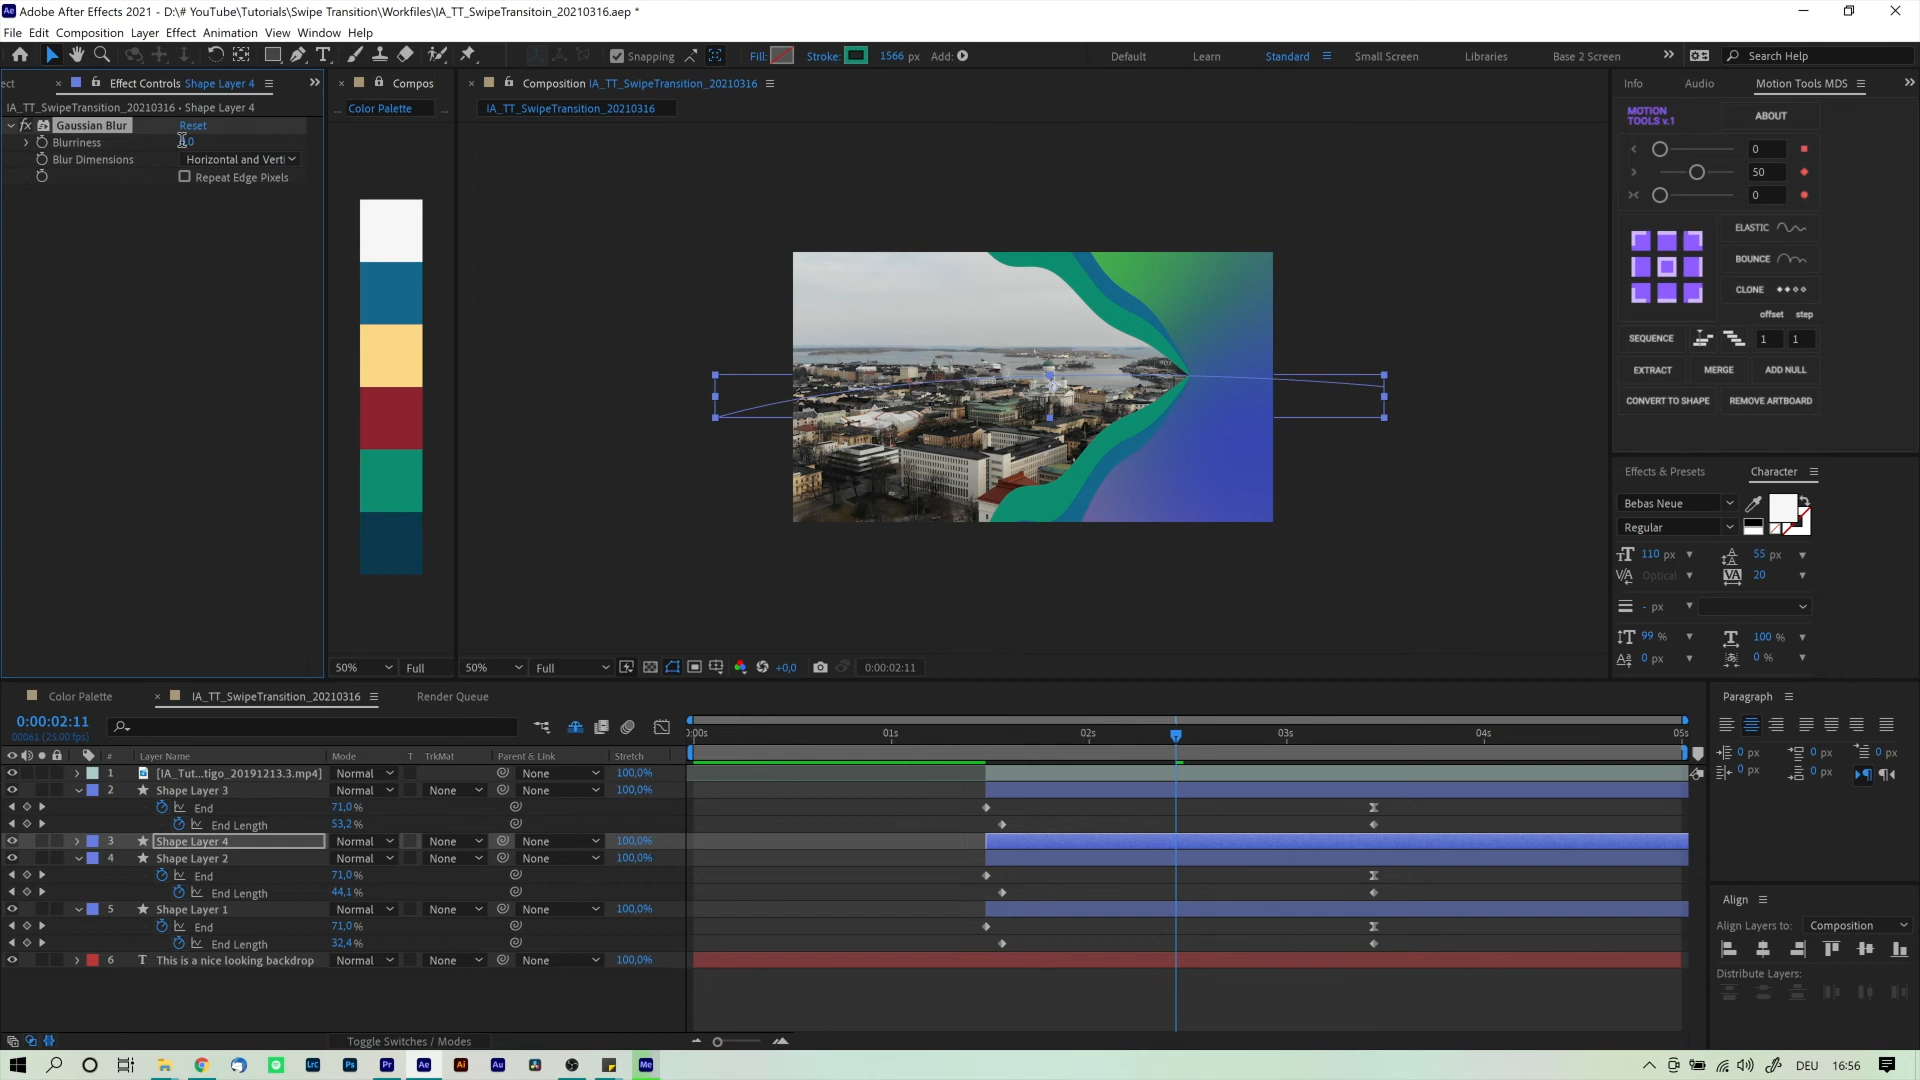 Adobe After Effects 2021 - D:\# YouTube\Tutorials\Swipe Transition\Workfiles\IA_TT_SwipeTransitoin_20210316.aep *
File Edit Composition Layer Effect Animation View Window Help
Snapping Fill: Stroke: 1566 px Add: Default Learn Standard Small Screen Libraries Base 2 Screen Search Help
ect Effect Controls Shape Layer 4
IA_TT_SwipeTransition_20210316 • Shape Layer 4
fx Gaussian Blur Reset
Blurriness
Blur Dimensions Horizontal and Verti
Repeat Edge Pixels
Compos
Color Palette
Composition IA_TT_SwipeTransition_20210316
IA_TT_SwipeTransition_20210316
50% Full
50% Full +0,0 0:00:02:11
Info Audio Motion Tools MDS
MOTION TOOLS v.1 ABOUT
0
50
0
ELASTIC
BOUNCE
CLONE
offset step
SEQUENCE 1 1
EXTRACT MERGE ADD NULL
CONVERT TO SHAPE REMOVE ARTBOARD
Effects & Presets Character
Bebas Neue
Regular
110 px 55 px
Optical 20
- px
99 % 100 %
0 px 0 %
Color Palette IA_TT_SwipeTransition_20210316 Render Queue
0:00:02:11
00061 (25.00 fps)
:00s 01s 02s 03s 04s 05s
# Layer Name Mode T TrkMat Parent & Link Stretch
1 [IA_Tut...tigo_20191213.3.mp4] Normal None 100,0%
2 Shape Layer 3 Normal None None 100,0%
End 71,0 %
End Length 53,2 %
3 Shape Layer 4 Normal None None 100,0%
4 Shape Layer 2 Normal None None 100,0%
End 71,0 %
End Length 44,1 %
5 Shape Layer 1 Normal None None 100,0%
End 71,0 %
End Length 32,4 %
6 T This is a nice looking backdrop Normal None None 100,0%
Toggle Switches / Modes
Paragraph
0 px 0 px 0 px
0 px 0 px
Align
Align Layers to: Composition
Distribute Layers:
Lrc Ps Pr Ae Ai Au Me
DEU 16:56